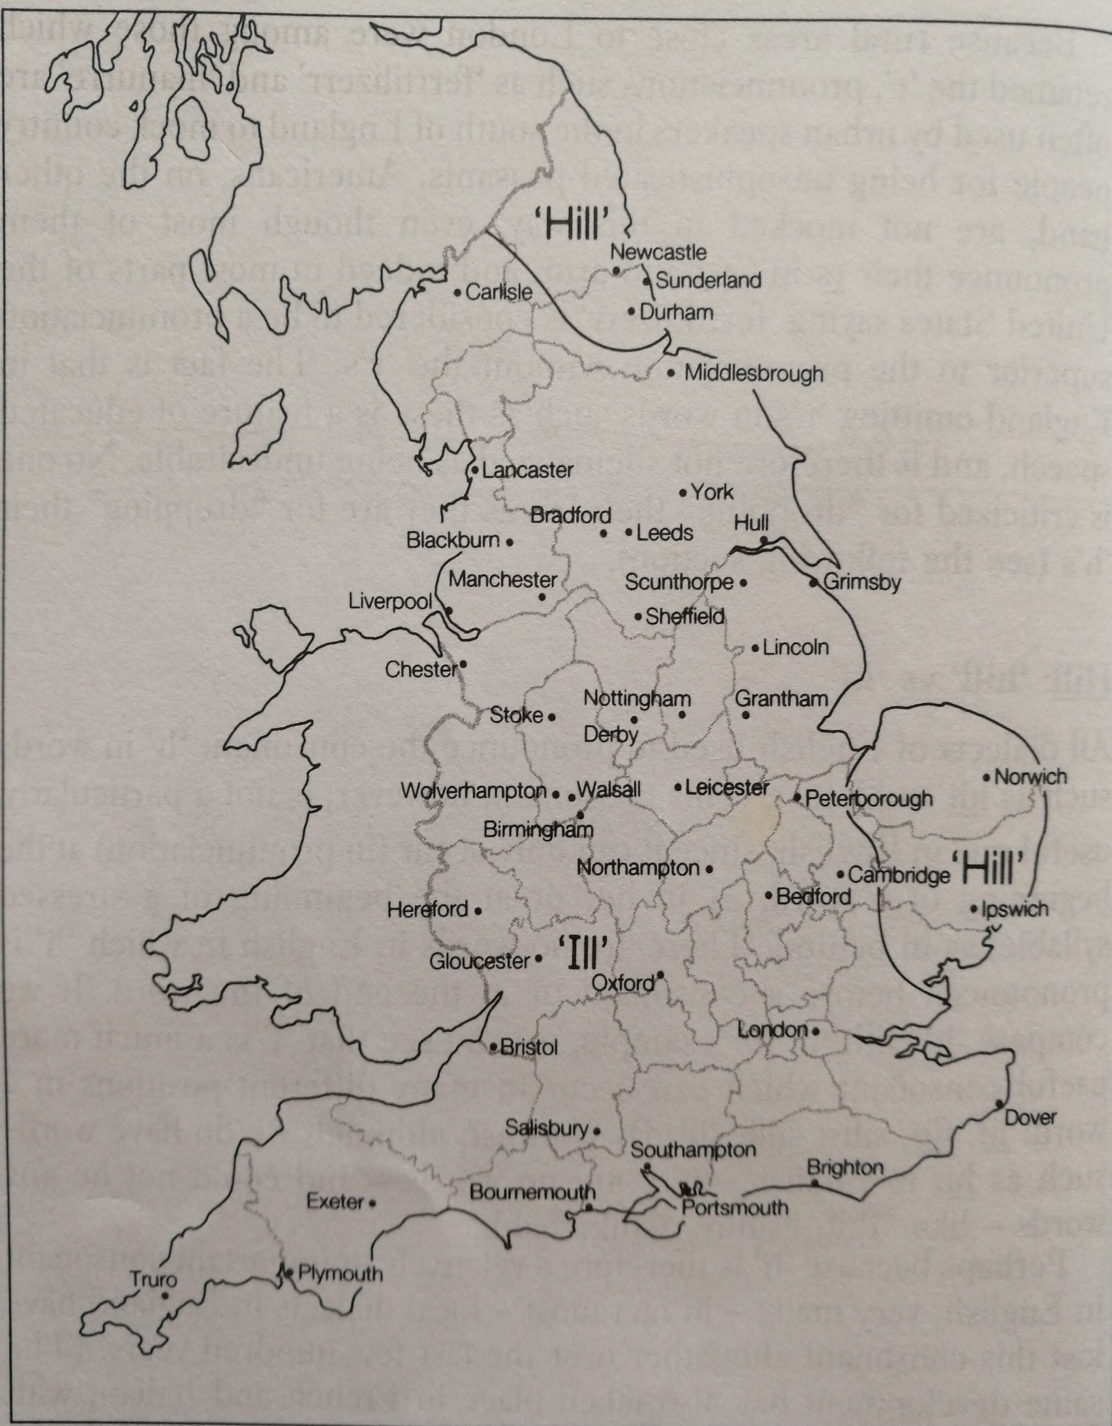 'Hill'
Newcastle
Sunderland
Carlisle
Durham
Middlesbrough
Lancaster
York
Bradford
Leeds
Hull
Blackburn
Manchester
Scunthorpe
Grimsby
Liverpool
Sheffield
Lincoln
Chester
Nottingham
Grantham
Stoke
Derby
Norwich
Wolverhampton
Walsall
Leicester
Peterborough
Birmingham
Northampton
Cambridge
'Hill'
Bedford
Hereford
Ipswich
Gloucester
'Ill'
Oxford
London
Bristol
Dover
Salisbury
Southampton
Brighton
Exeter
Bournemouth
Portsmouth
Truro
Plymouth